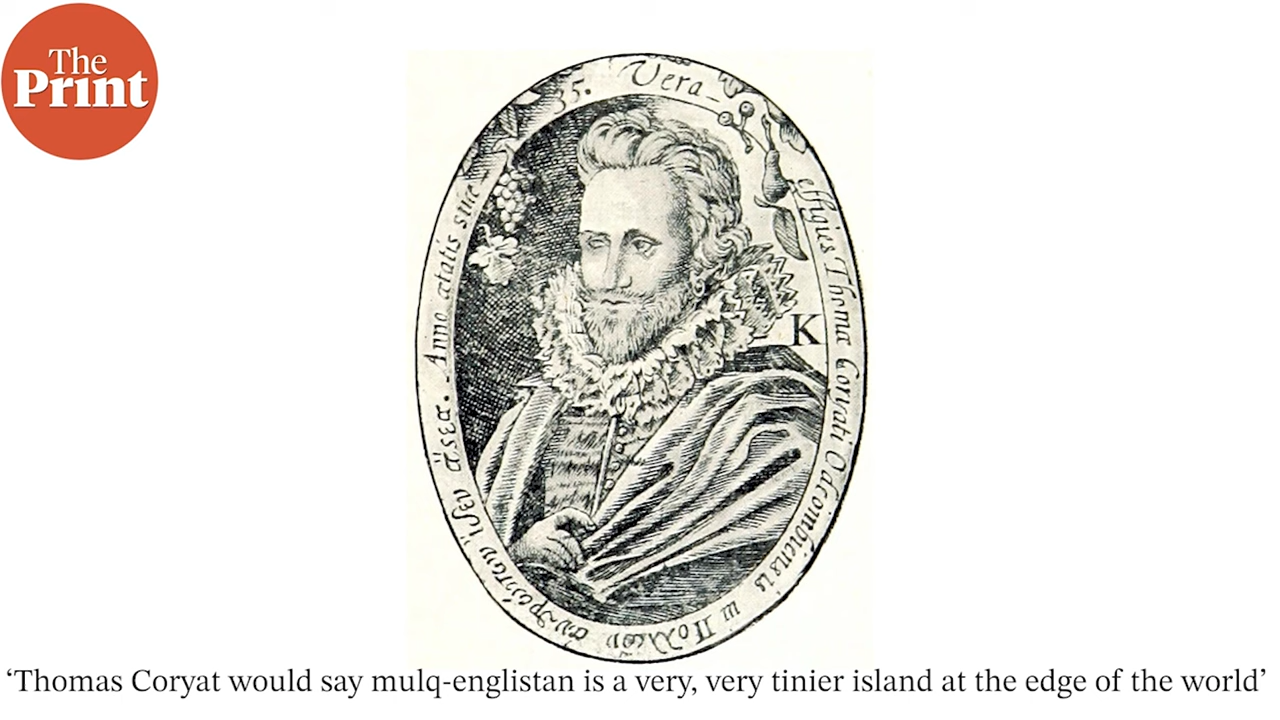 The
Print
35. Vera
effigies Thomæ Coryati Odcombiensis
Anno ætatis suæ
K
‘Thomas Coryat would say mulq-englistan is a very, very tinier island at the edge of the world’